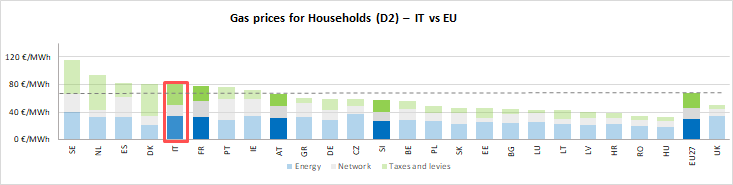 Gas prices for Households (D2) – IT vs EU
120 €/MWh
80 €/MWh
40 €/MWh
0 €/MWh
SE NL ES DK IT FR PT IE AT GR DE CZ SI BE PL SK EE BG LU LT LV HR RO HU EU27 UK
Energy Network Taxes and levies